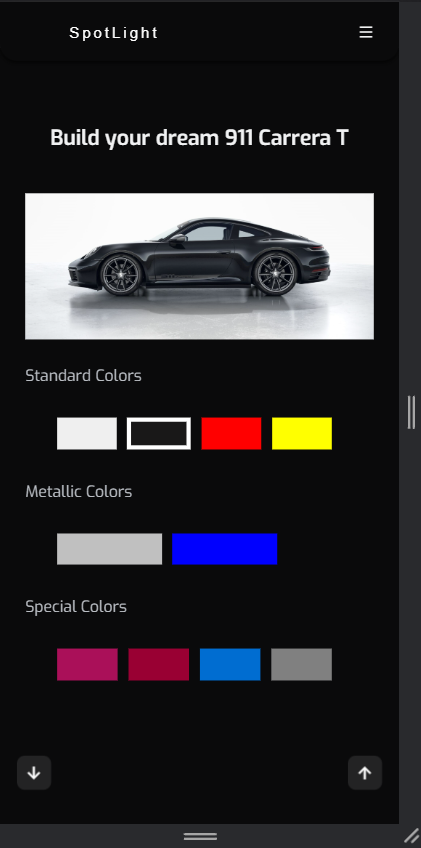 SpotLight
Build your dream 911 Carrera T
Standard Colors
Metallic Colors
Special Colors